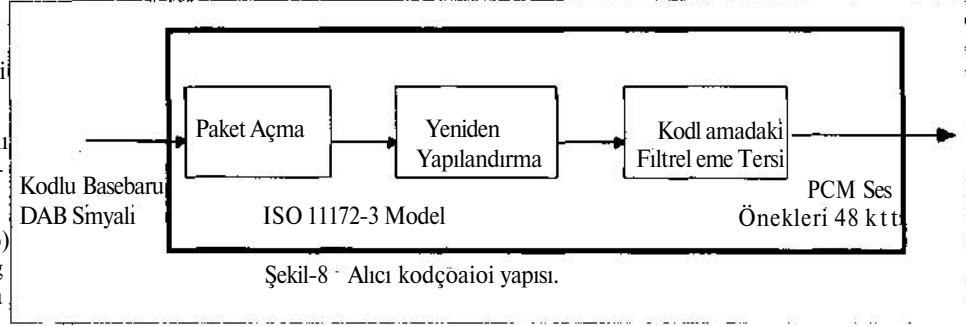 Paket Açma
Yeniden
Yapılandırma
Kodl amadaki
Filtrel eme Tersi
Kodlu Basebaru
DAB Smyali
ISO 11172-3 Model
PCM Ses
Önekleri 48 k t t
Şekil-8 - Alıcı kodçoaioi yapısı.